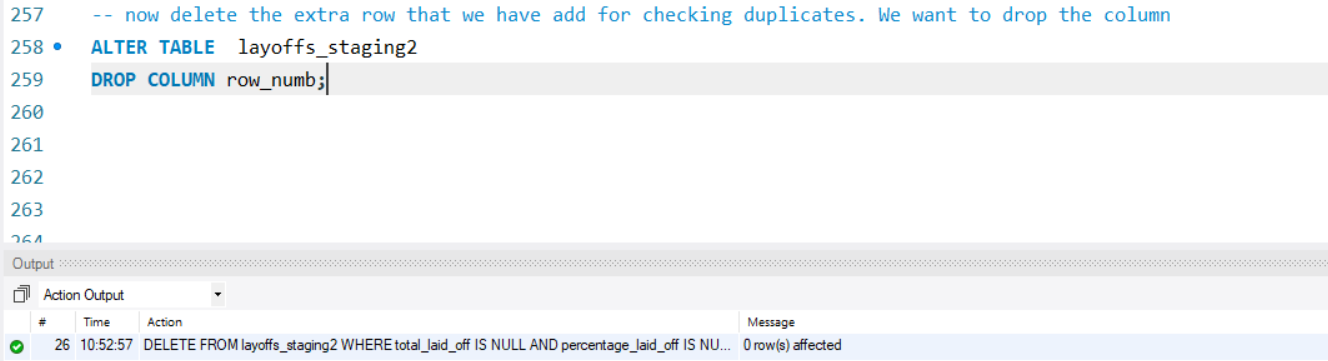 257 -- now delete the extra row that we have add for checking duplicates. We want to drop the column
258 ALTER TABLE layoffs_staging2
259 DROP COLUMN row_numb;
260
261
262
263
264
Output
Action Output
# Time Action Message
26 10:52:57 DELETE FROM layoffs_staging2 WHERE total_laid_off IS NULL AND percentage_laid_off IS NU... 0 row(s) affected